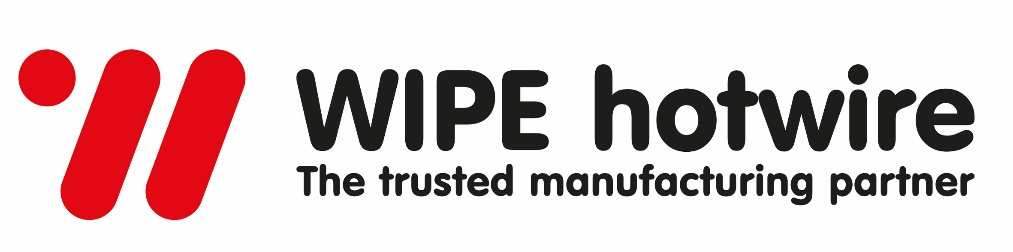 WIPE hotwire
The trusted manufacturing partner